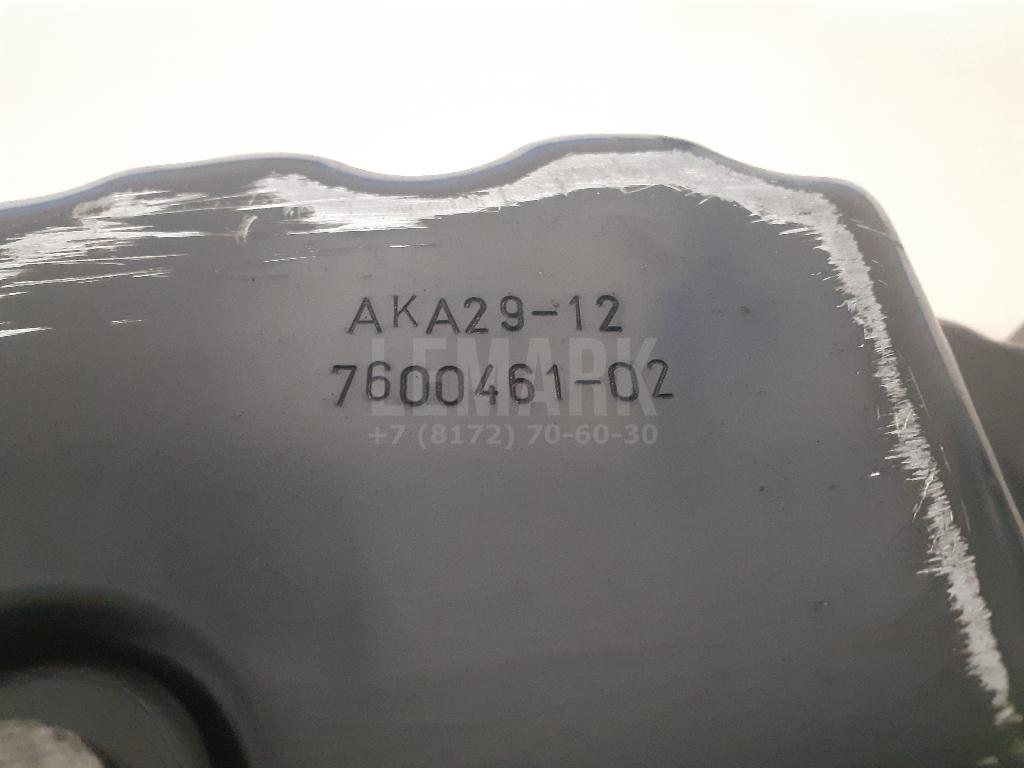 AKA29-12
7600461-02
LEMARK
+7 (8172) 70-60-30